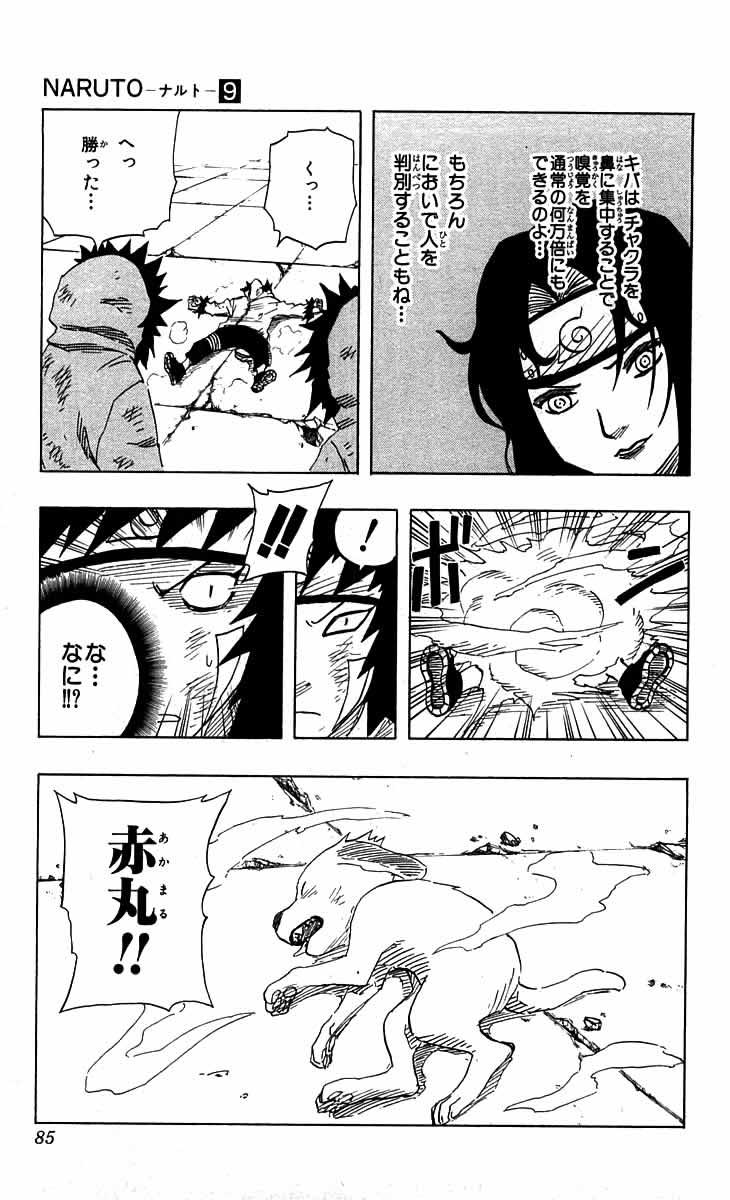 NARUTO—ナルト—9
キバはチャクラを
鼻に集中することで
嗅覚を
通常の何万倍にも
できるのよ…
もちろん
においで人を
判別することもね…
くっ…
へっ
勝った…
ボッ
!
!!
な…
なに!!?
赤丸!!
85